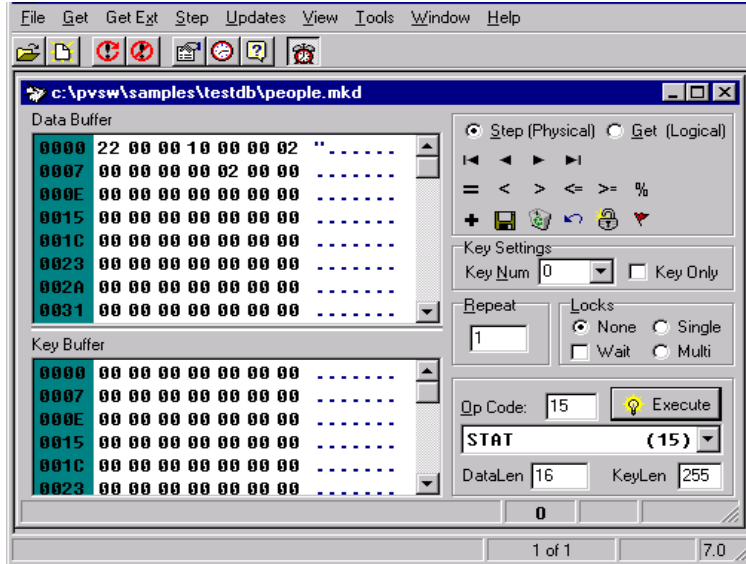 File Get Get Ext Step Updates View Tools Window Help
c:\pvsw\samples\testdb\people.mkd
Data Buffer
0000 22 00 00 10 00 00 02 "......
0007 00 00 00 00 02 00 00 .......
000E 00 00 00 00 00 00 00 .......
0015 00 00 00 00 00 00 00 .......
001C 00 00 00 00 00 00 00 .......
0023 00 00 00 00 00 00 00 .......
002A 00 00 00 00 00 00 00 .......
0031 00 00 00 00 00 00 00 .......
Key Buffer
0000 00 00 00 00 00 00 00 .......
0007 00 00 00 00 00 00 00 .......
000E 00 00 00 00 00 00 00 .......
0015 00 00 00 00 00 00 00 .......
001C 00 00 00 00 00 00 00 .......
0023 00 00 00 00 00 00 00 .......
Step (Physical) Get (Logical)
= < > <= >= %
Key Settings
Key Num 0 Key Only
Repeat
1
Locks
None Single
Wait Multi
Op Code: 15 Execute
STAT (15)
DataLen 16 KeyLen 255
0
1 of 1 7.0